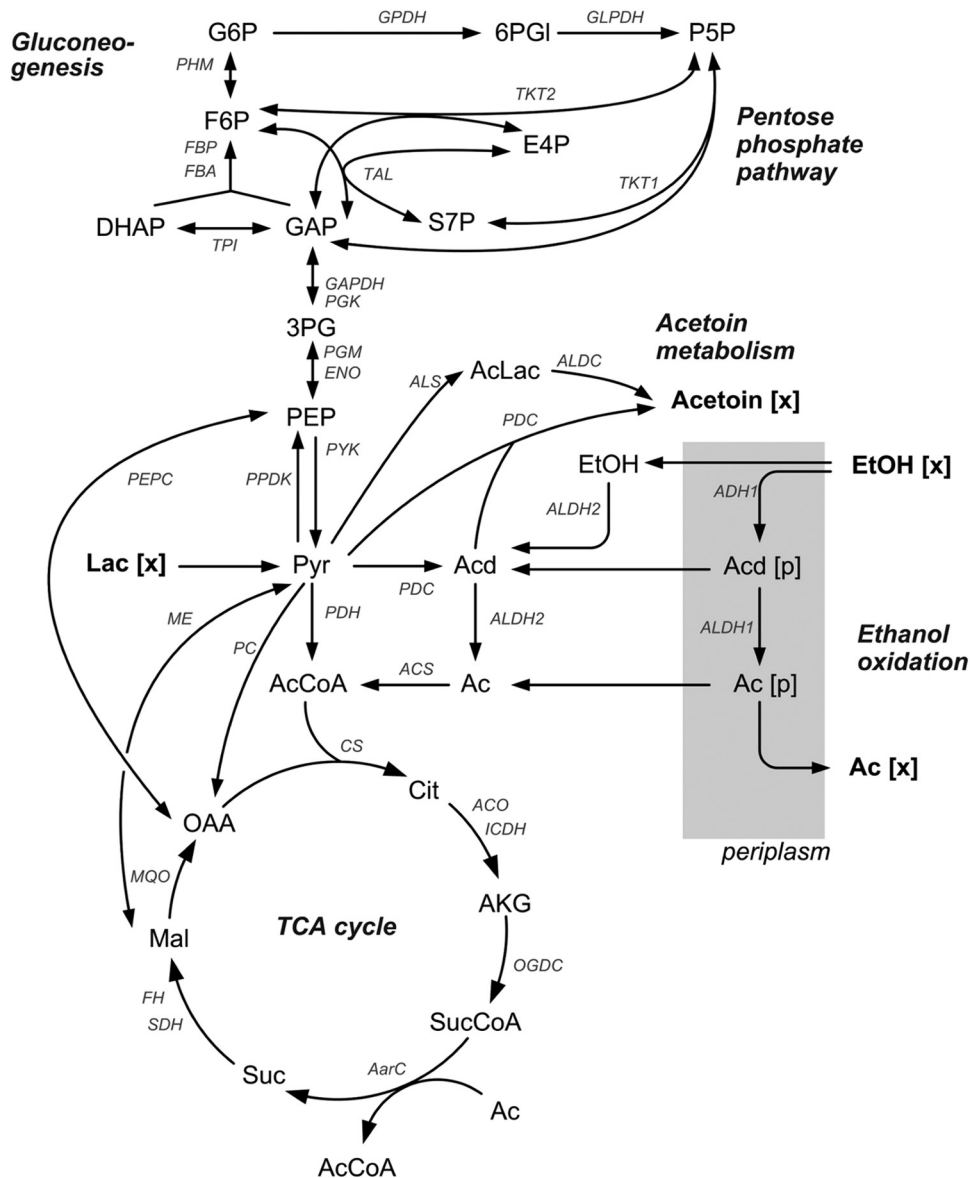 Gluconeo-
genesis
G6P
GPDH
6PGl
GLPDH
P5P
PHM
TKT2
F6P
Pentose
phosphate
pathway
FBP
FBA
E4P
TAL
TKT1
DHAP
TPI
GAP
S7P
GAPDH
PGK
3PG
PGM
ENO
Acetoin
metabolism
ALS
AcLac
ALDC
Acetoin [x]
PEP
PYK
PDC
PEPC
PPDK
EtOH
EtOH [x]
ADH1
ALDH2
Lac [x]
Pyr
PDC
Acd
Acd [p]
ME
PC
PDH
ALDH2
ALDH1
Ethanol
oxidation
AcCoA
ACS
Ac
Ac [p]
CS
Ac [x]
Cit
OAA
ACO
ICDH
periplasm
MQO
AKG
TCA cycle
Mal
OGDC
FH
SDH
SucCoA
Suc
AarC
Ac
AcCoA